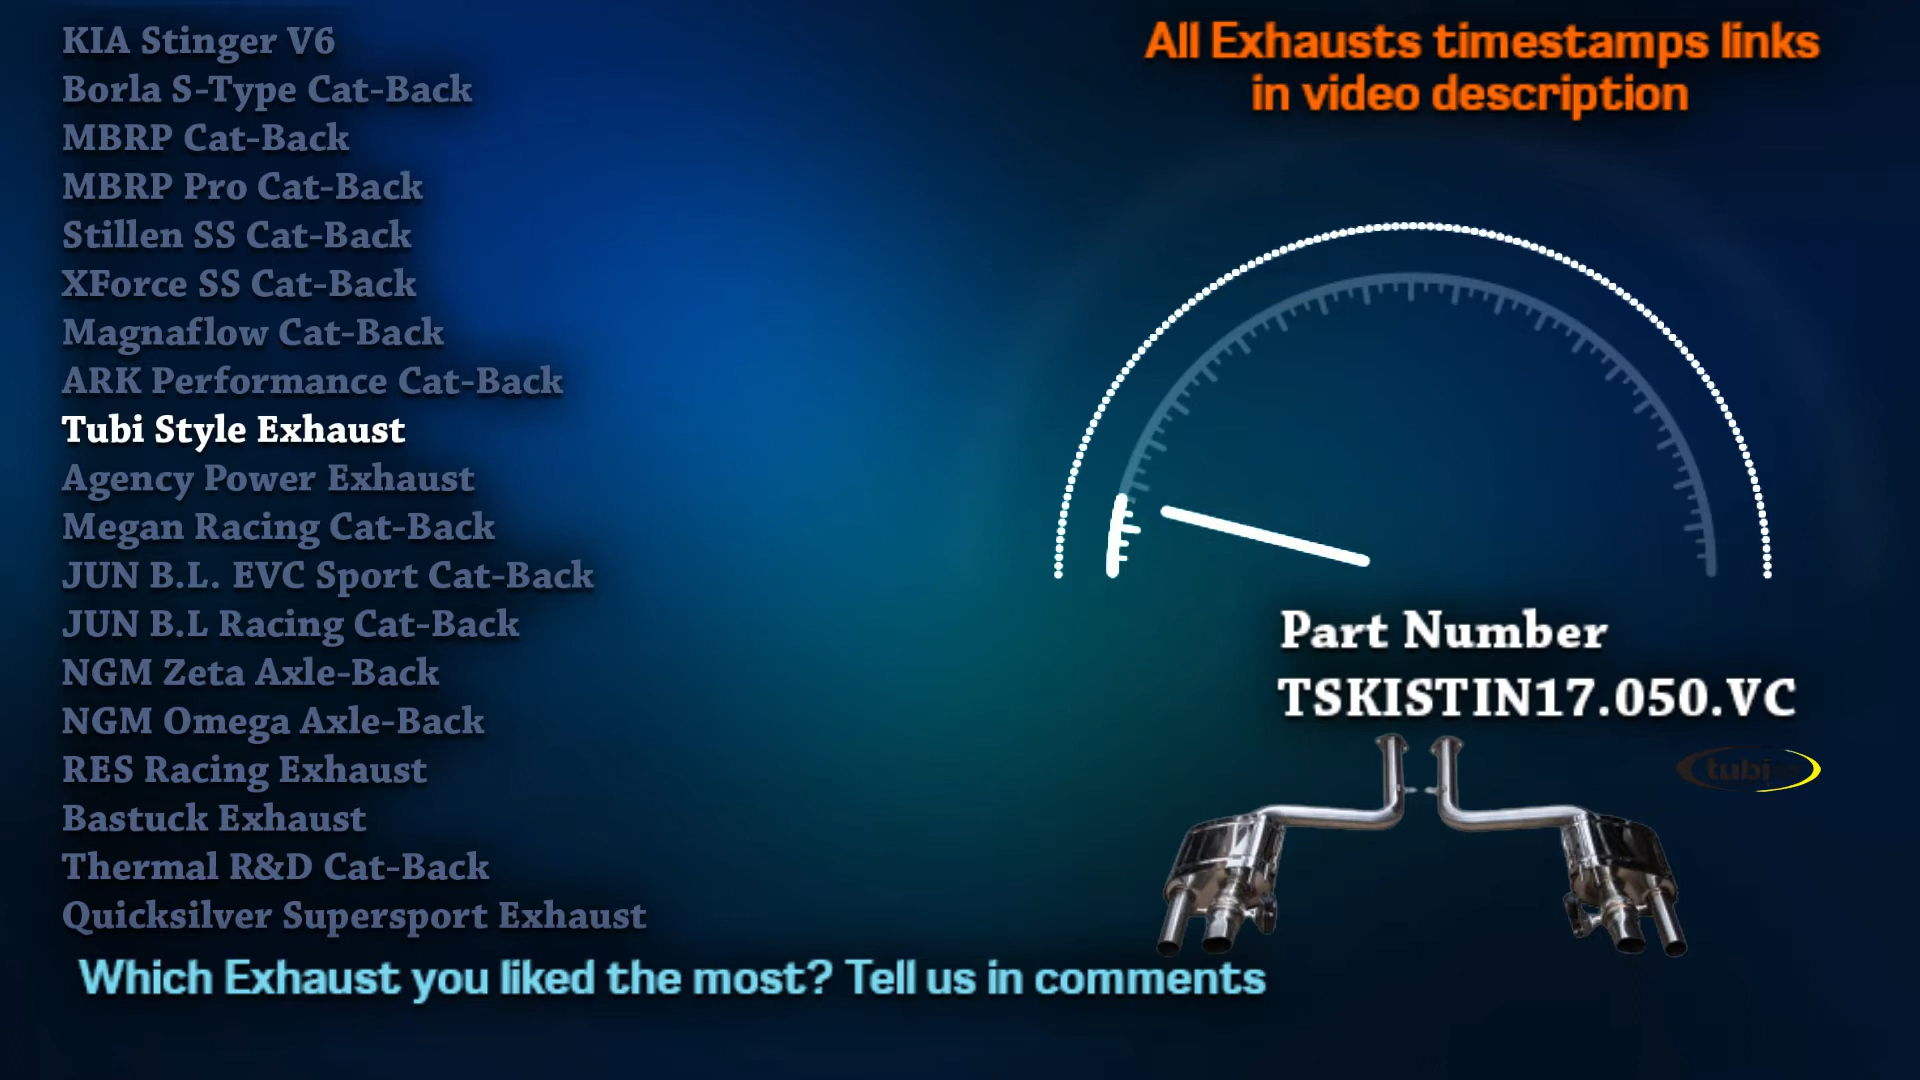 KIA Stinger V6
Borla S-Type Cat-Back
MBRP Cat-Back
MBRP Pro Cat-Back
Stillen SS Cat-Back
XForce SS Cat-Back
Magnaflow Cat-Back
ARK Performance Cat-Back
Tubi Style Exhaust
Agency Power Exhaust
Megan Racing Cat-Back
JUN B.L. EVC Sport Cat-Back
JUN B.L Racing Cat-Back
NGM Zeta Axle-Back
NGM Omega Axle-Back
RES Racing Exhaust
Bastuck Exhaust
Thermal R&D Cat-Back
Quicksilver Supersport Exhaust
All Exhausts timestamps links
in video description
Part Number
TSKISTIN17.050.VC
tubi
Which Exhaust you liked the most? Tell us in comments